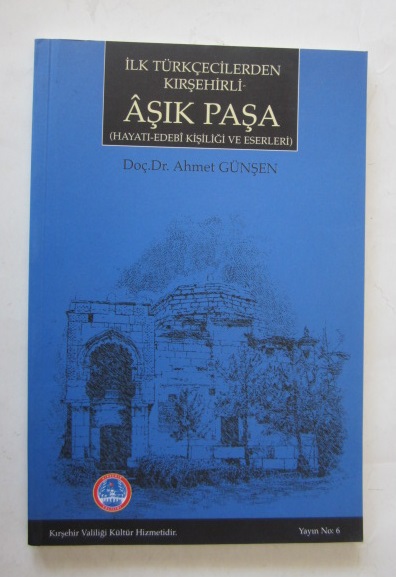 İLK TÜRKÇECİLERDEN
KIRŞEHİRLİ
ÂŞIK PAŞA
(HAYATI-EDEBÎ KİŞİLİĞİ VE ESERLERİ)
Doç.Dr. Ahmet GÜNŞEN
Kırşehir Valiliği Kültür Hizmetidir.
Yayın No: 6